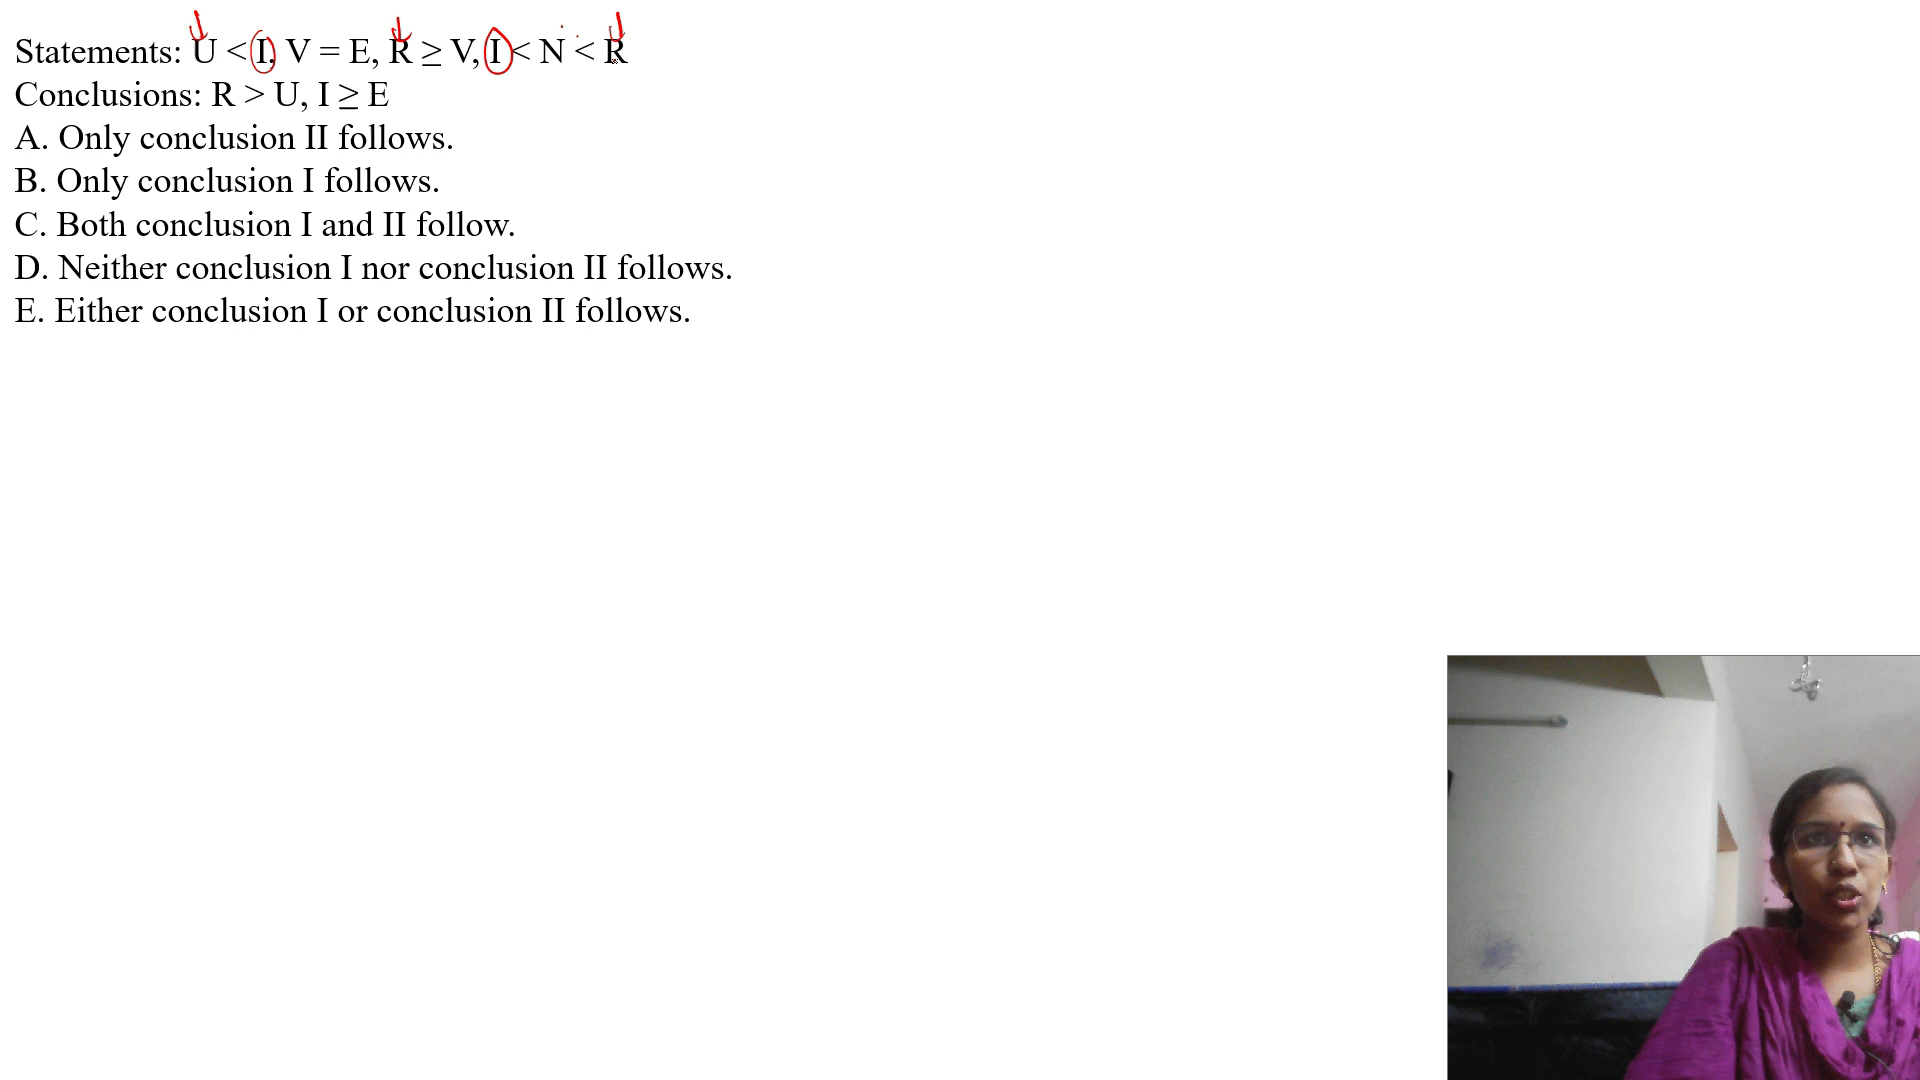 Statements: U < I, V = E, R ≥ V, I < N < R
Conclusions: R > U, I ≥ E
A. Only conclusion II follows.
B. Only conclusion I follows.
C. Both conclusion I and II follow.
D. Neither conclusion I nor conclusion II follows.
E. Either conclusion I or conclusion II follows.